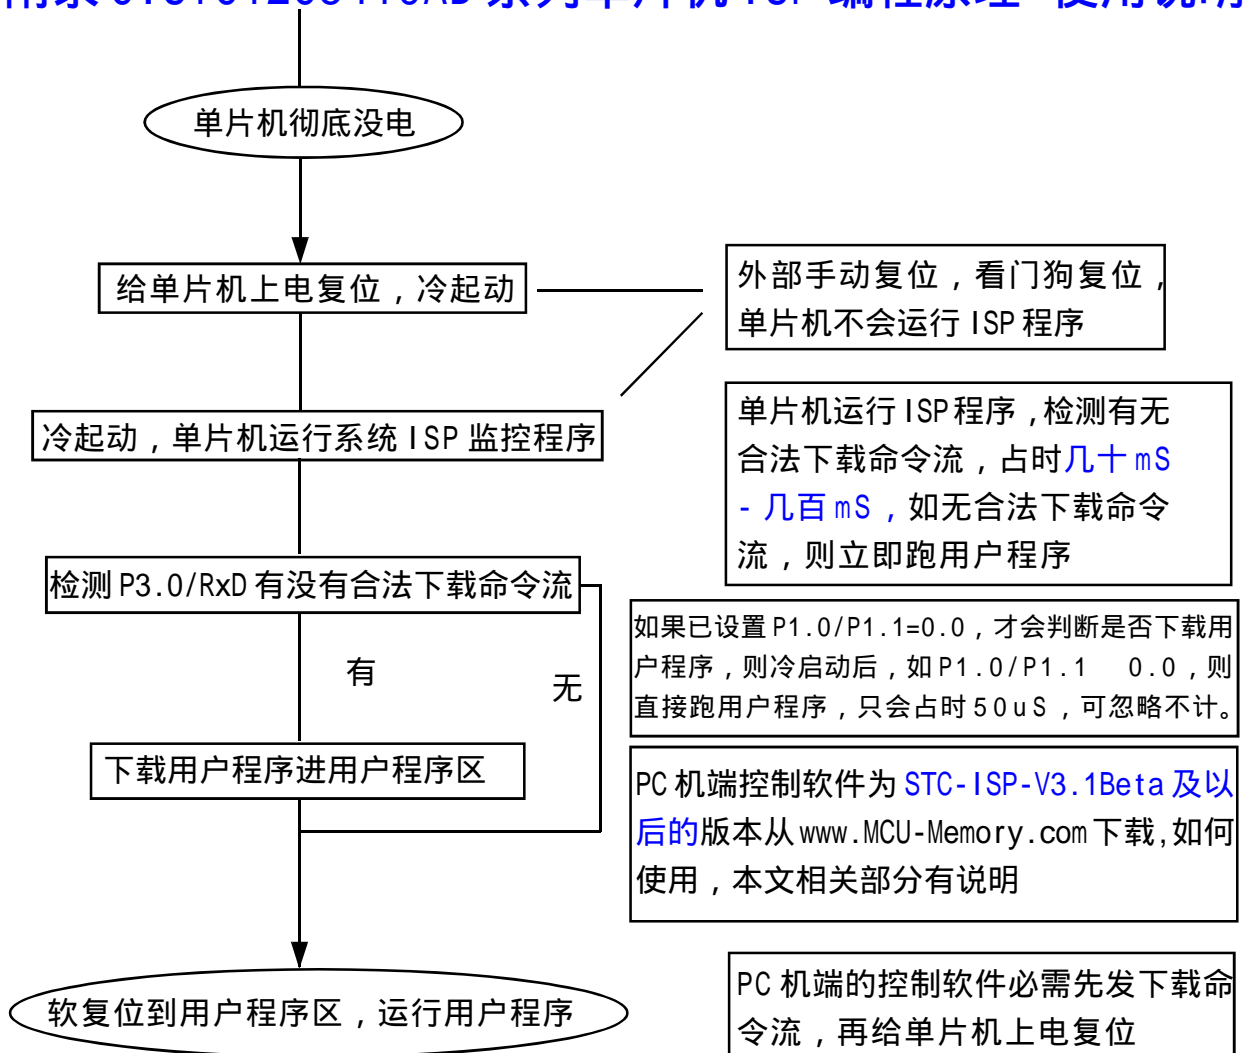 单片机彻底没电
给单片机上电复位，冷起动
外部手动复位，看门狗复位，
单片机不会运行 ISP 程序
冷起动，单片机运行系统 ISP 监控程序
单片机运行 ISP 程序，检测有无
合法下载命令流，占时几十 mS
- 几百 mS，如无合法下载命令
流，则立即跑用户程序
检测 P3.0/RxD 有没有合法下载命令流
有
无
如果已设置 P1.0/P1.1=0.0，才会判断是否下载用
户程序，则冷启动后，如 P1.0/P1.1 0.0，则
直接跑用户程序，只会占时 50uS，可忽略不计。
下载用户程序进用户程序区
PC 机端控制软件为 STC-ISP-V3.1Beta 及以
后的版本从 www.MCU-Memory.com 下载,如何
使用，本文相关部分有说明
软复位到用户程序区，运行用户程序
PC 机端的控制软件必需先发下载命
令流，再给单片机上电复位